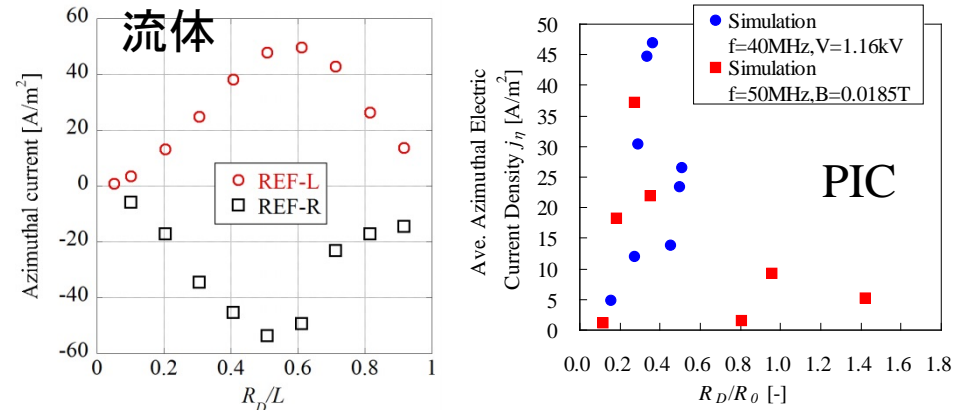 流体
Azimuthal current [A/m²]
60
40
20
0
-20
-40
-60
REF-L
REF-R
0
0.2
0.4
0.6
0.8
1
R_D/L
Ave. Azimuthal Electric
Current Density j_η [A/m²]
50
45
40
35
30
25
20
15
10
5
0
Simulation
f=40MHz,V=1.16kV
Simulation
f=50MHz,B=0.0185T
PIC
0.0
0.2
0.4
0.6
0.8
1.0
1.2
1.4
1.6
1.8
R_D/R_0 [-]